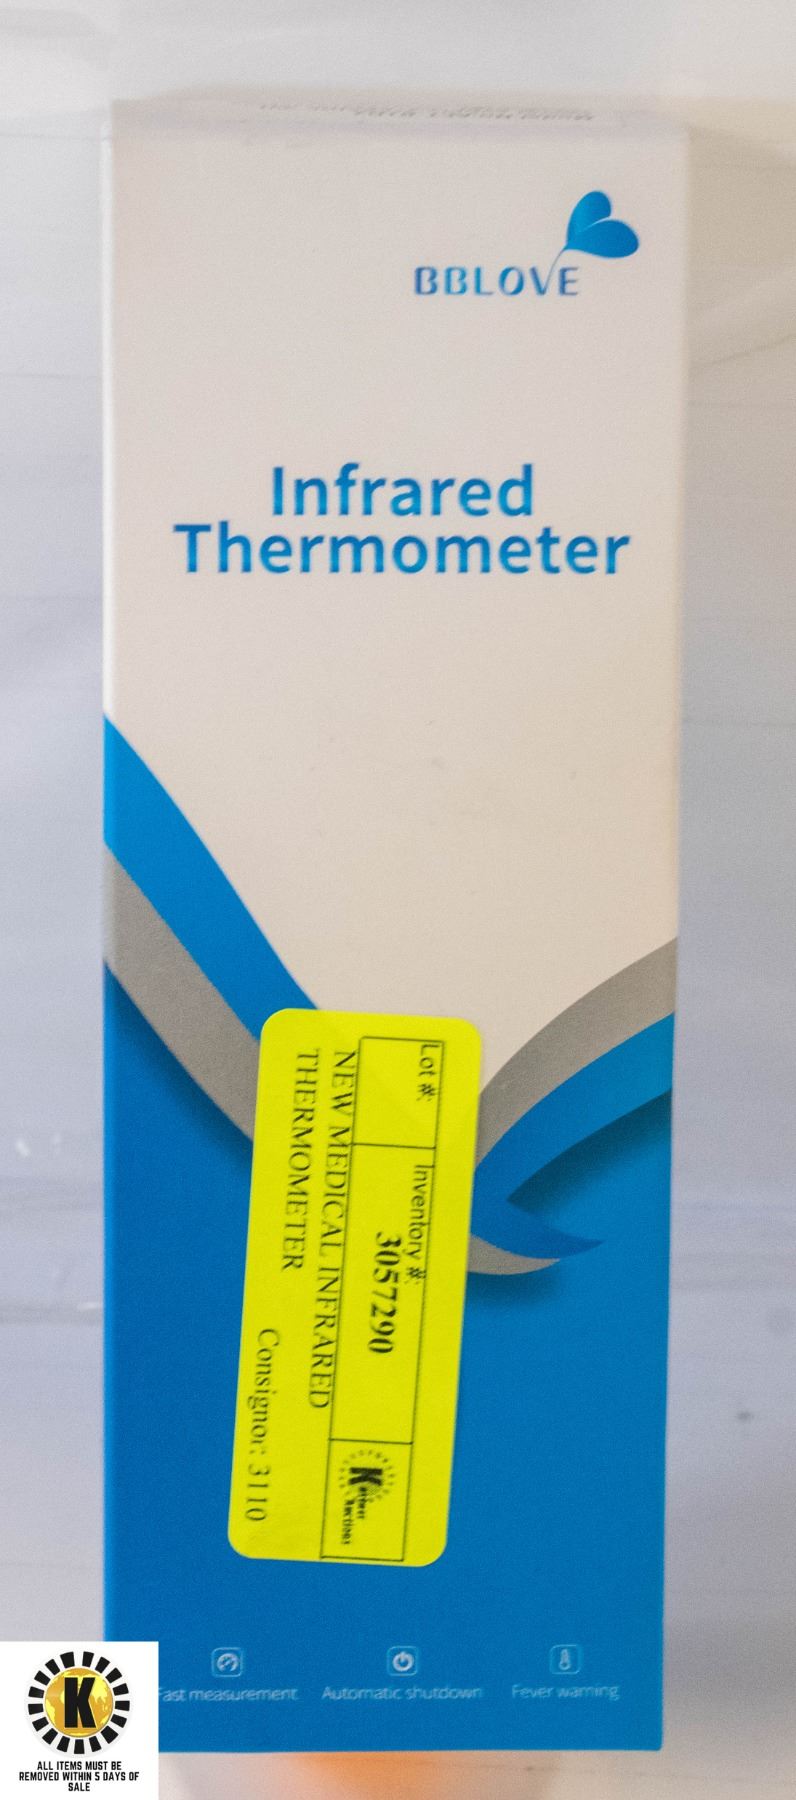 BBLOVE
Infrared
Thermometer
Lot #:
Inventory #:
3057290
NEW MEDICAL INFRARED
THERMOMETER
Consignor: 3110
K
Auctions
Fast measurement
Automatic shutdown
Fever warning
K
ALL ITEMS MUST BE
REMOVED WITHIN 5 DAYS OF
SALE